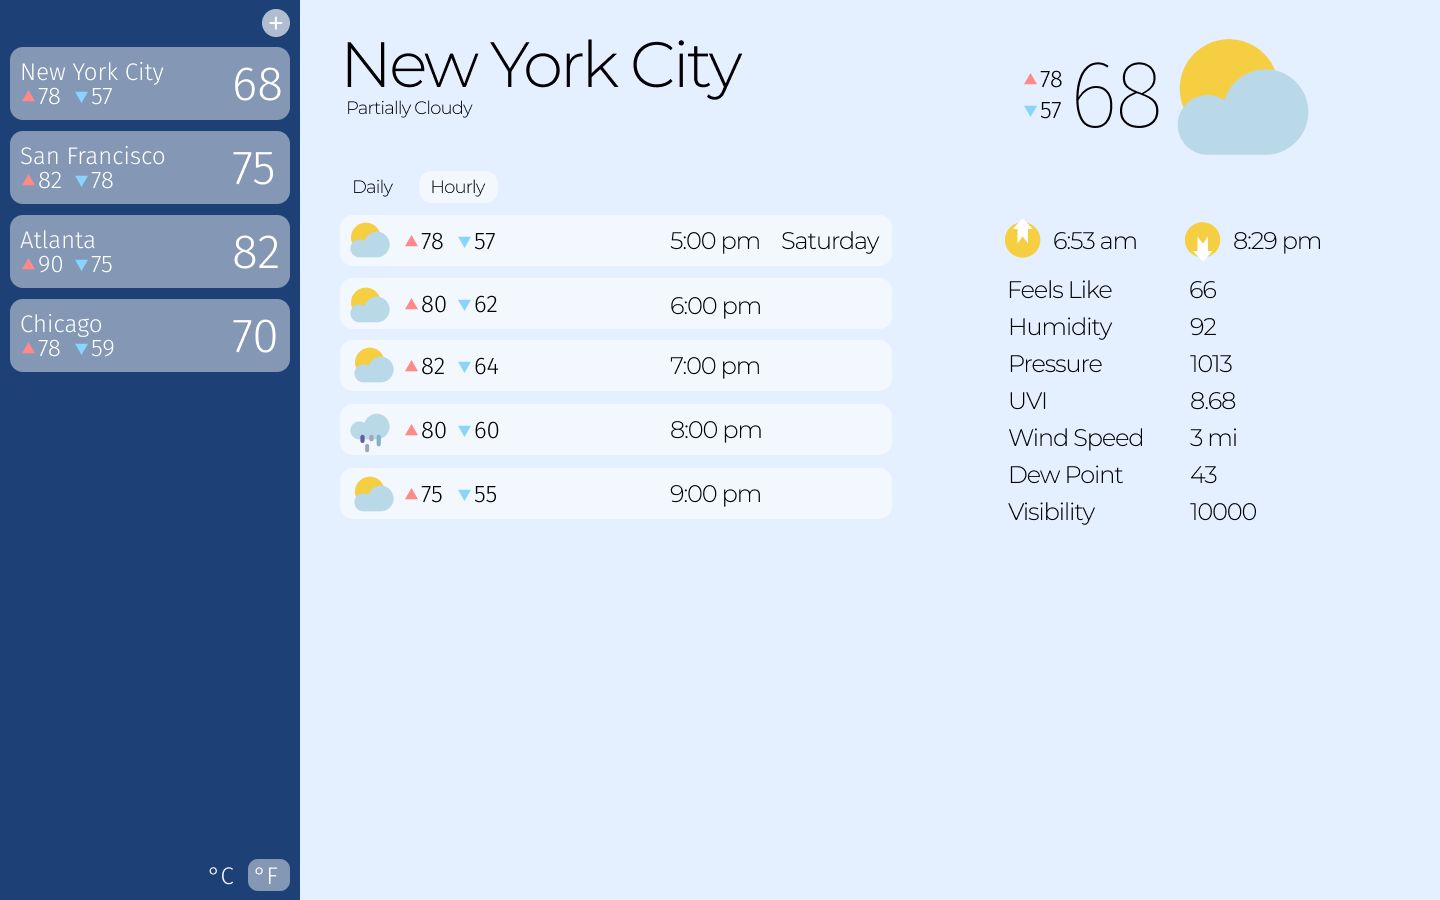 New York City 68
78 57
San Francisco 75
82 78
Atlanta 82
90 75
Chicago 70
78 59
°C °F
New York City
Partially Cloudy
78
57
68
Daily Hourly
78 57 5:00 pm Saturday
80 62 6:00 pm
82 64 7:00 pm
80 60 8:00 pm
75 55 9:00 pm
6:53 am 8:29 pm
Feels Like 66
Humidity 92
Pressure 1013
UVI 8.68
Wind Speed 3 mi
Dew Point 43
Visibility 10000